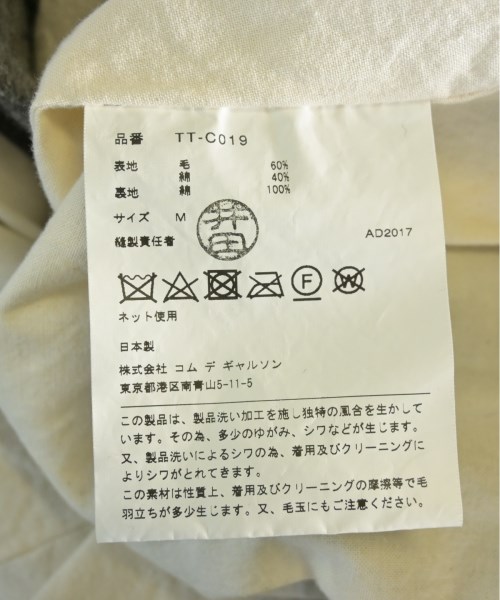 品番 TT-C019
表地 毛 60%
綿 40%
裏地 綿 100%
サイズ M
縫製責任者 井田
AD2017
F W
ネット使用
日本製
株式会社 コム デ ギャルソン
東京都港区南青山5-11-5
この製品は、製品洗い加工を施し独特の風合を生かして
います。その為、多少のゆがみ、シワなどが生じます。
又、製品洗いによるシワの為、着用及びクリーニングに
よりシワがとれてきます。
この素材は性質上、着用及びクリーニングの摩擦等で毛
羽立ちが多少生じます。又、毛玉にもご注意ください。